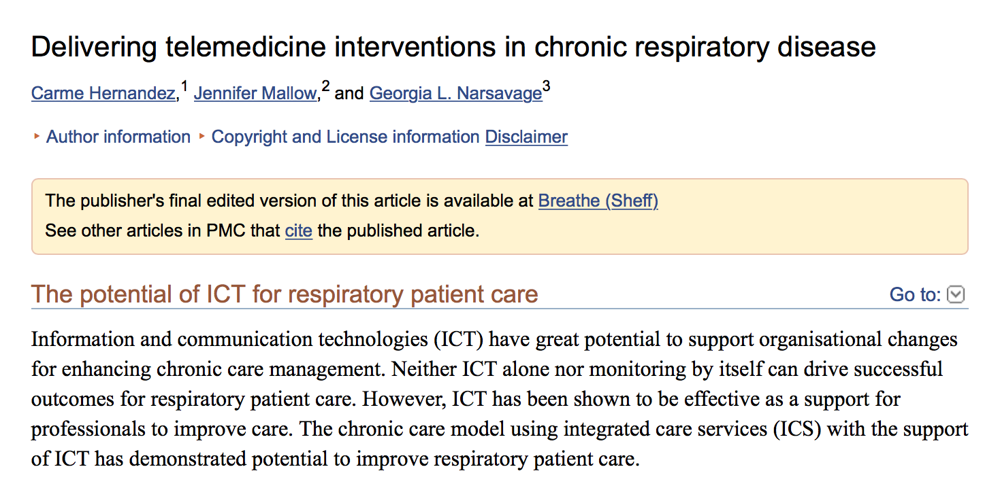 Delivering telemedicine interventions in chronic respiratory disease
Carme Hernandez,1 Jennifer Mallow,2 and Georgia L. Narsavage3
Author information Copyright and License information Disclaimer
The publisher's final edited version of this article is available at Breathe (Sheff)
See other articles in PMC that cite the published article.
The potential of ICT for respiratory patient care Go to:
Information and communication technologies (ICT) have great potential to support organisational changes
for enhancing chronic care management. Neither ICT alone nor monitoring by itself can drive successful
outcomes for respiratory patient care. However, ICT has been shown to be effective as a support for
professionals to improve care. The chronic care model using integrated care services (ICS) with the support
of ICT has demonstrated potential to improve respiratory patient care.